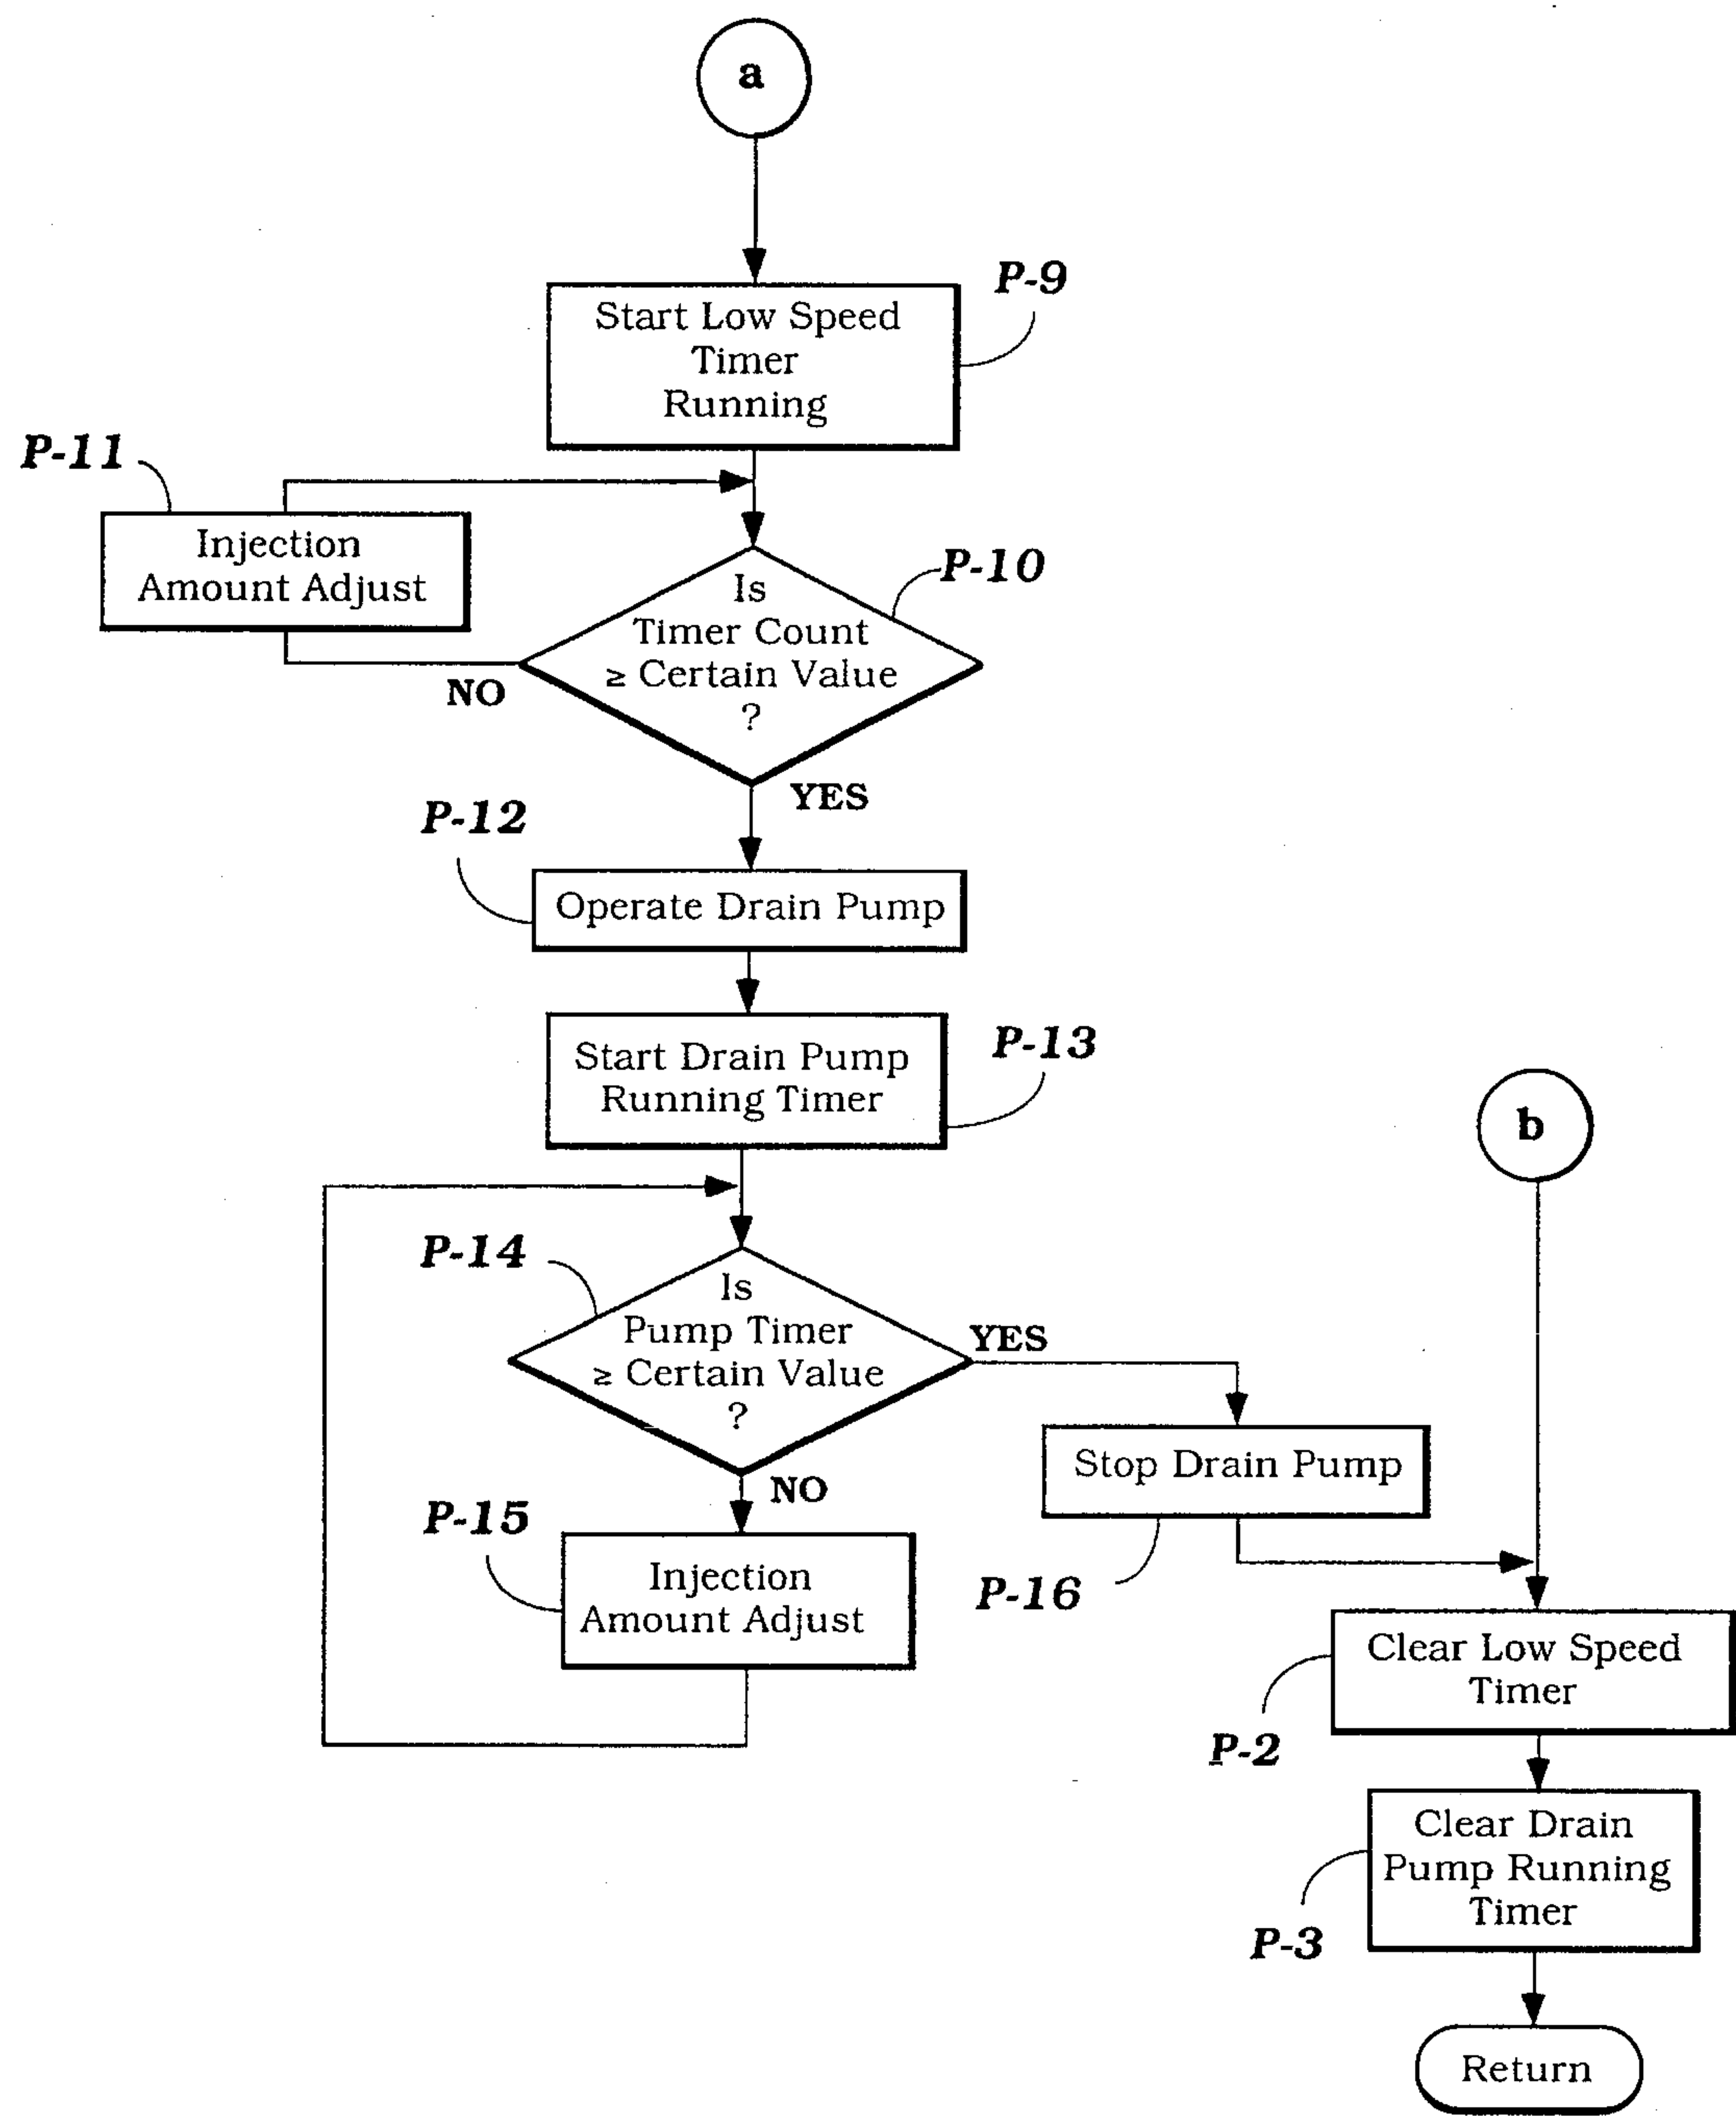 a
P-9
Start Low Speed
Timer
Running
P-11
Injection
Amount Adjust
P-10
Is
Timer Count
≥ Certain Value
?
NO
YES
P-12
Operate Drain Pump
Start Drain Pump
Running Timer
P-13
b
P-14
Is
Pump Timer
≥ Certain Value
?
YES
NO
Stop Drain Pump
P-15
Injection
Amount Adjust
P-16
Clear Low Speed
Timer
P-2
Clear Drain
Pump Running
Timer
P-3
Return